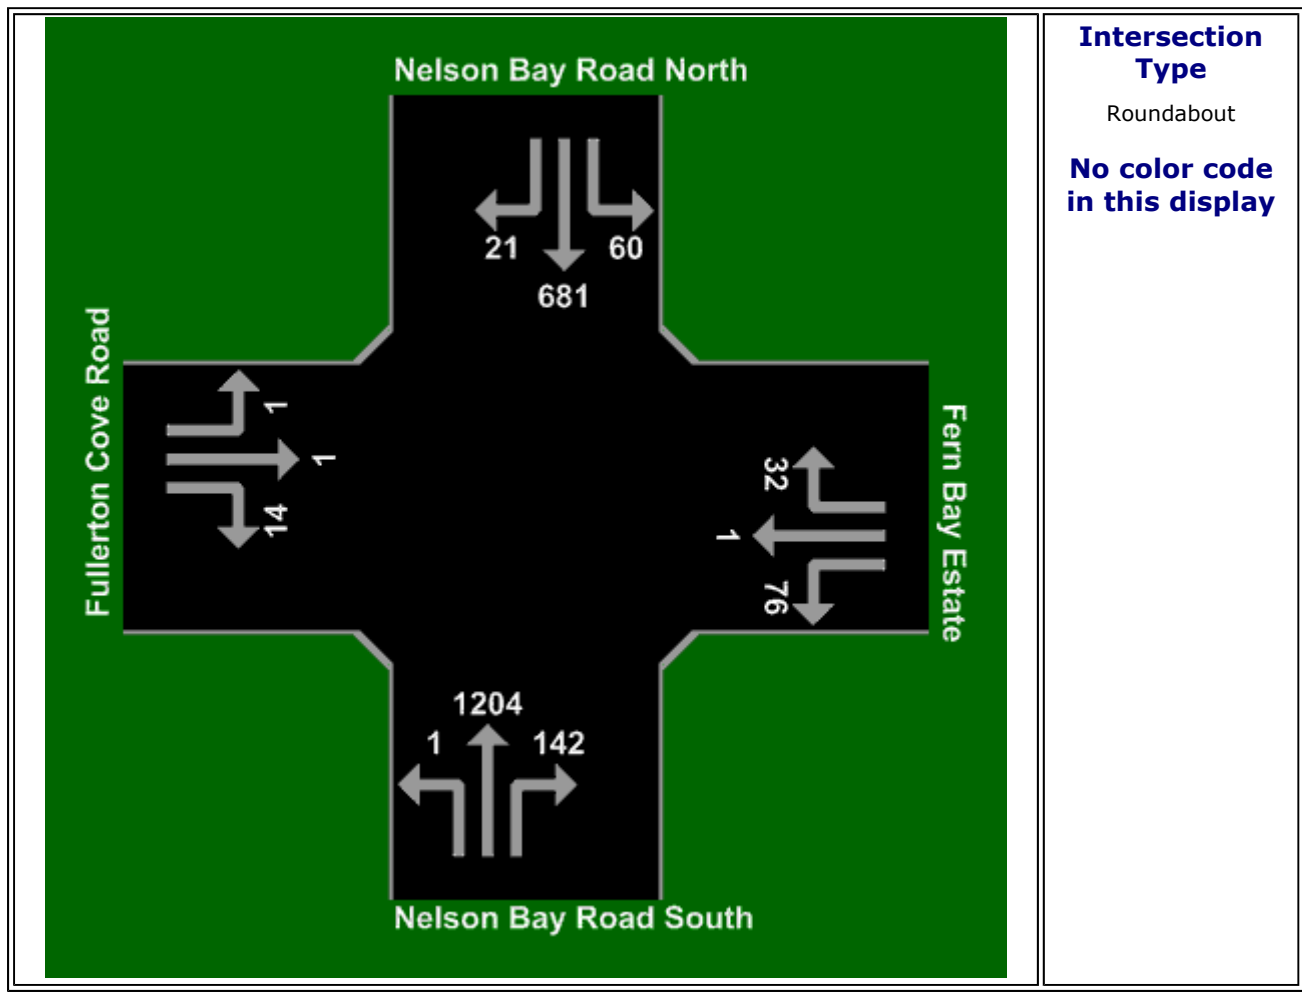 Nelson Bay Road North
21
60
681
Fullerton Cove Road
1
1
14
Fern Bay Estate
32
1
76
1204
1
142
Nelson Bay Road South
Intersection
Type
Roundabout
No color code
in this display